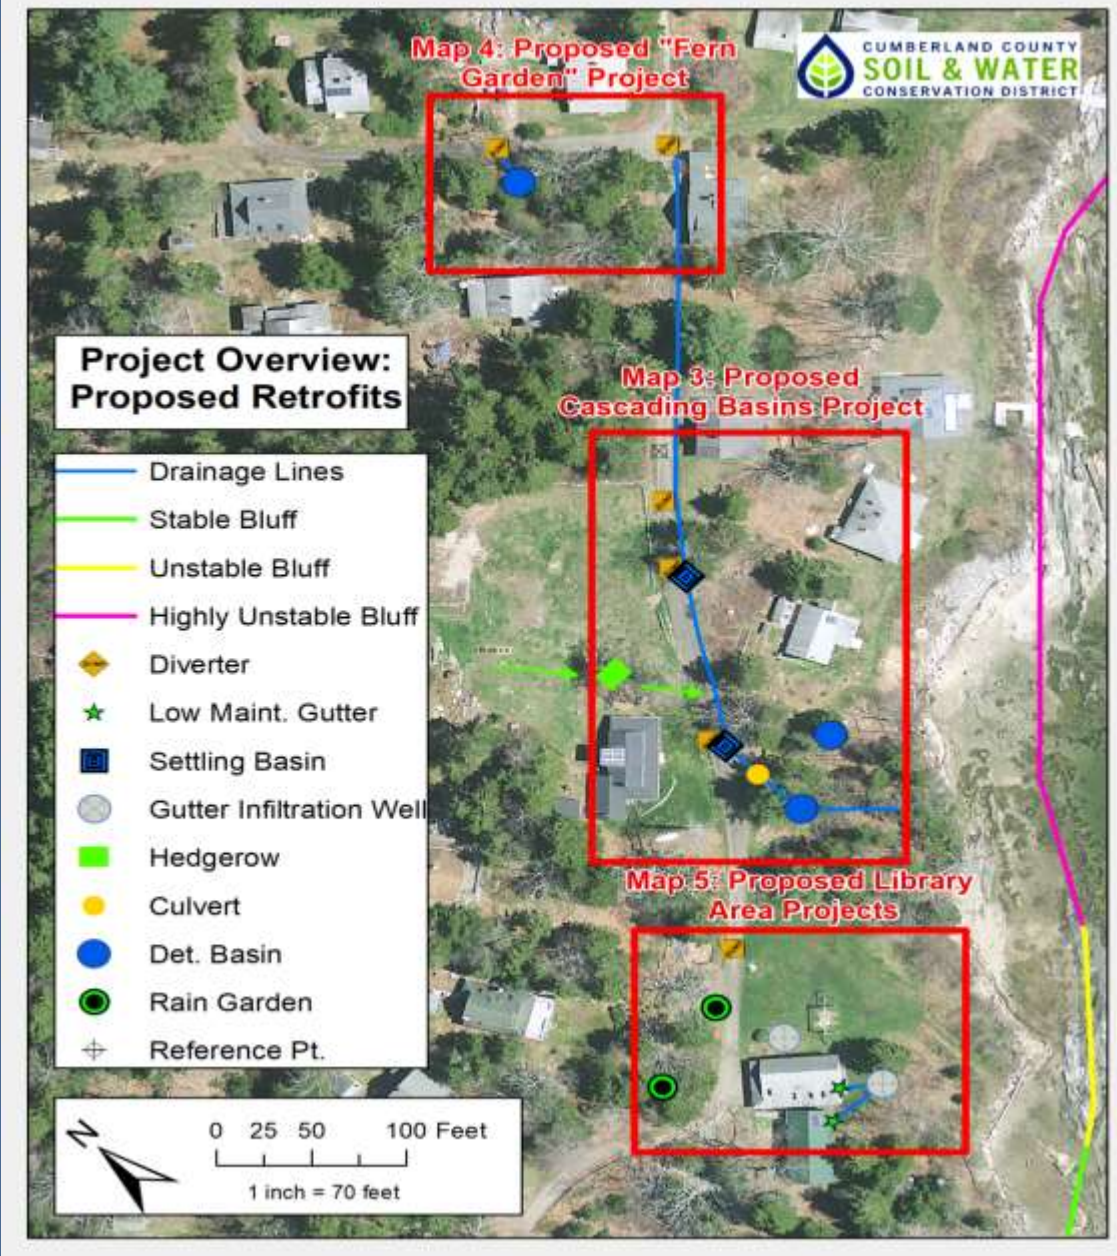 Map 4: Proposed "Fern
Garden" Project
CUMBERLAND COUNTY
SOIL & WATER
CONSERVATION DISTRICT
Project Overview:
Proposed Retrofits
Map 3: Proposed
Cascading Basins Project
Drainage Lines
Stable Bluff
Unstable Bluff
Highly Unstable Bluff
Diverter
Low Maint. Gutter
Settling Basin
Gutter Infiltration Well
Hedgerow
Culvert
Det. Basin
Rain Garden
Reference Pt.
Map 5: Proposed Library
Area Projects
N
0 25 50 100 Feet
1 inch = 70 feet